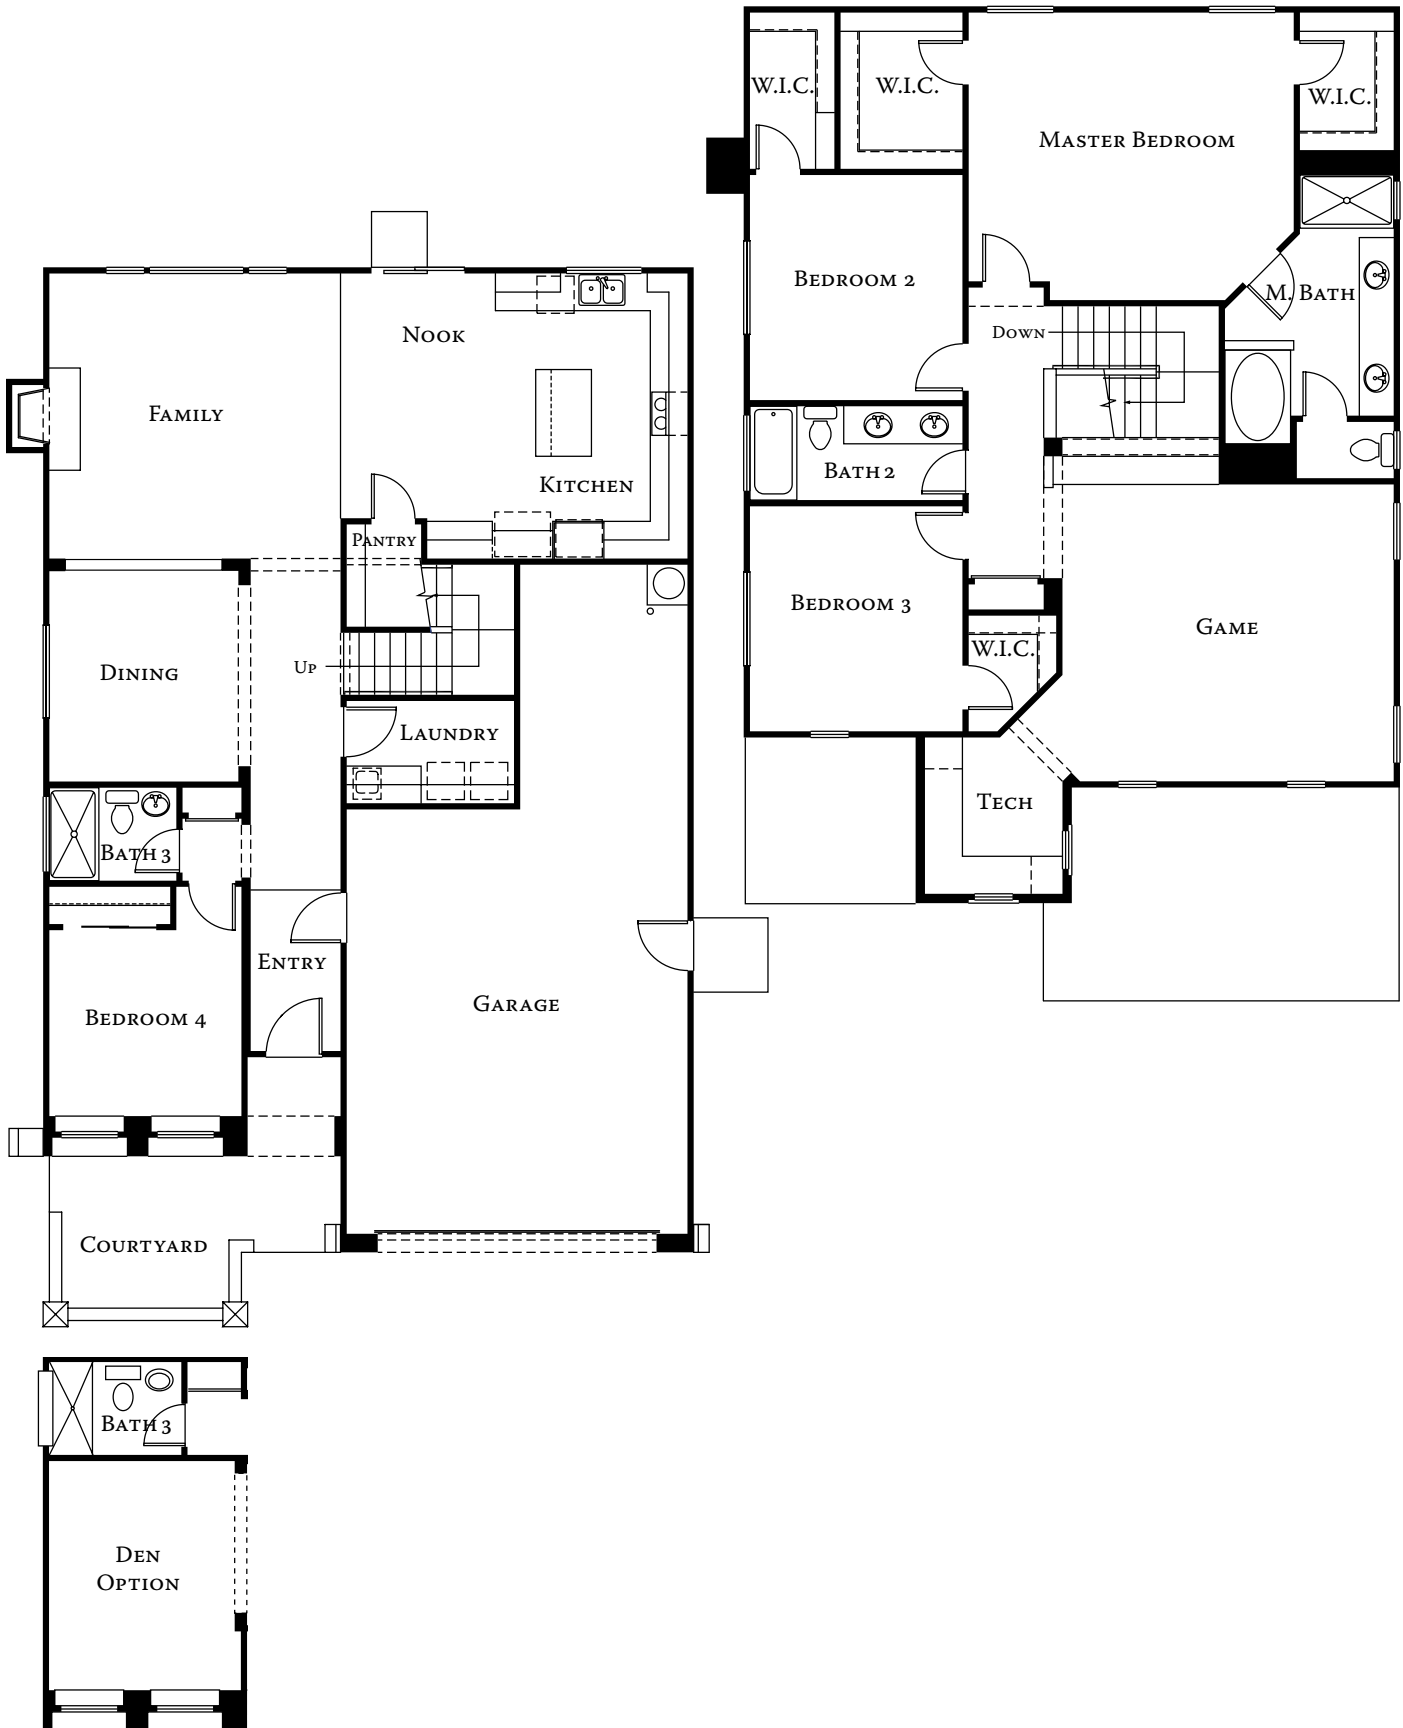 W.I.C.
W.I.C.
W.I.C.
Master Bedroom
Bedroom 2
M. Bath
Down
Bath 2
Bedroom 3
Game
W.I.C.
Tech
Nook
Family
Kitchen
Pantry
Up
Dining
Laundry
Bath 3
Entry
Garage
Bedroom 4
Courtyard
Bath 3
Den
Option